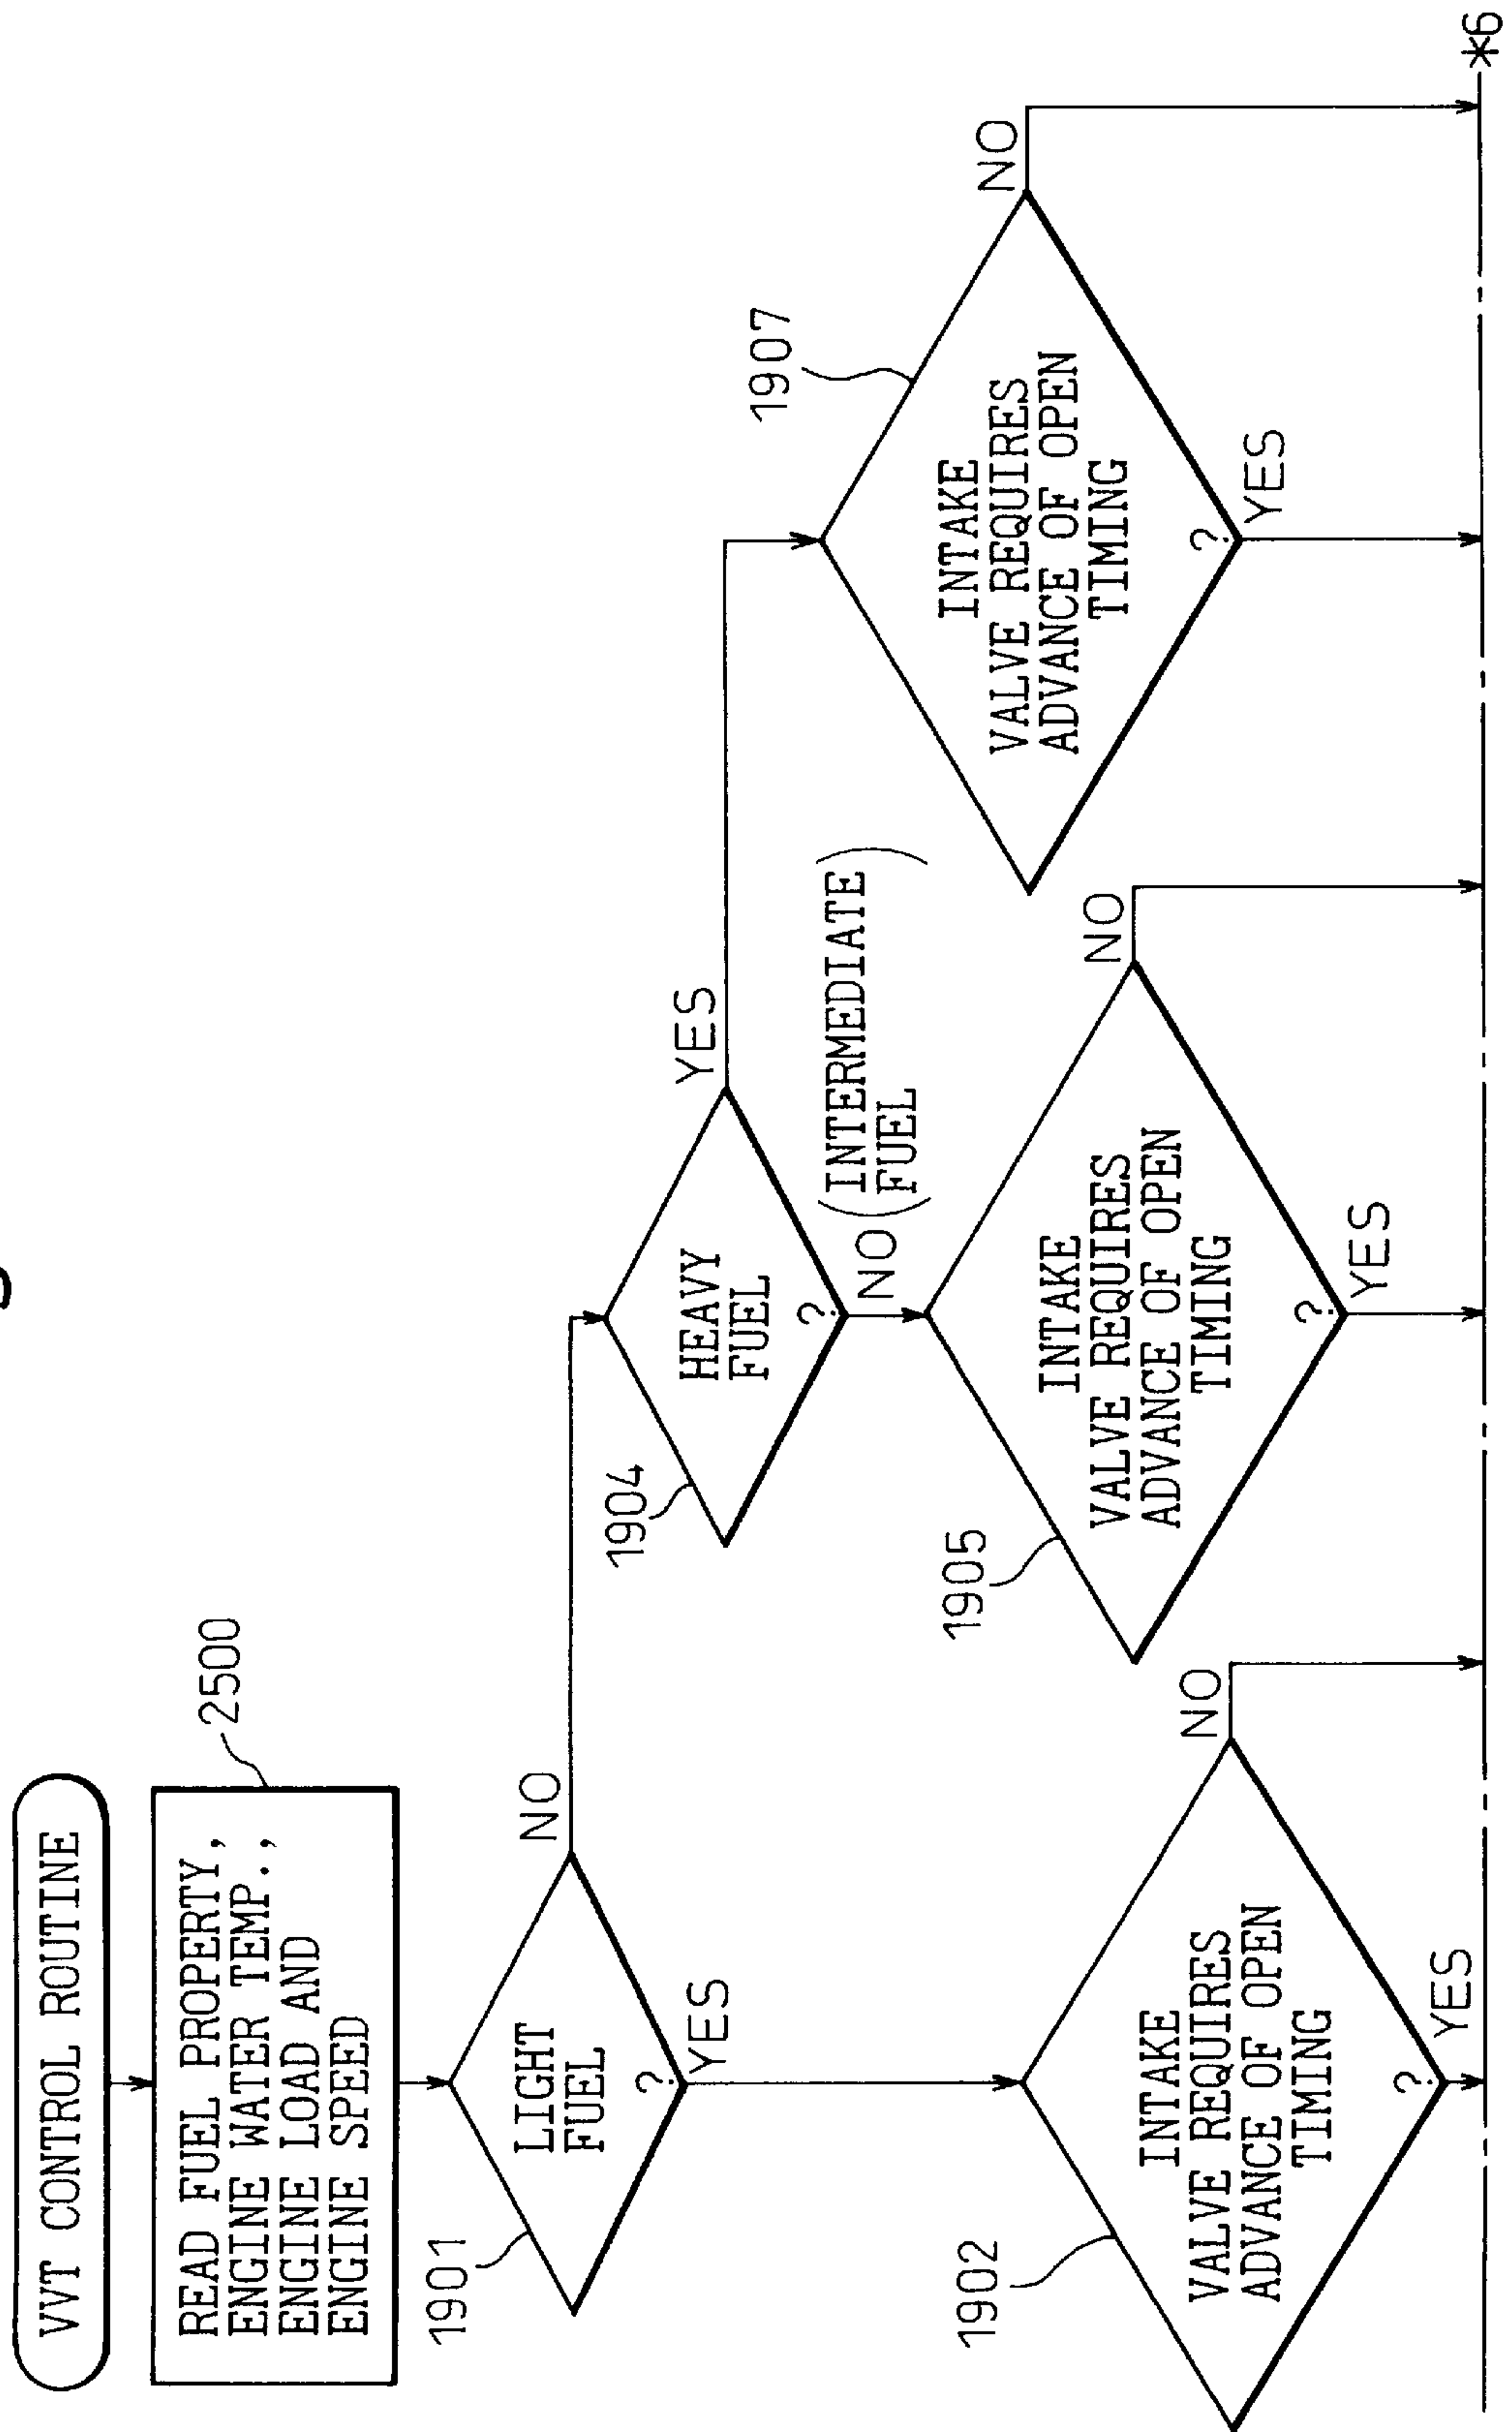 VVT CONTROL ROUTINE
READ FUEL PROPERTY,
ENGINE WATER TEMP.,
ENGINE LOAD AND
ENGINE SPEED
2500
1901
LIGHT
FUEL
?
NO
YES
1904
HEAVY
FUEL
?
YES
NO
(INTERMEDIATE
FUEL)
1902
INTAKE
VALVE REQUIRES
ADVANCE OF OPEN
TIMING
?
NO
YES
1905
INTAKE
VALVE REQUIRES
ADVANCE OF OPEN
TIMING
?
NO
YES
1907
INTAKE
VALVE REQUIRES
ADVANCE OF OPEN
TIMING
?
NO
YES
*6